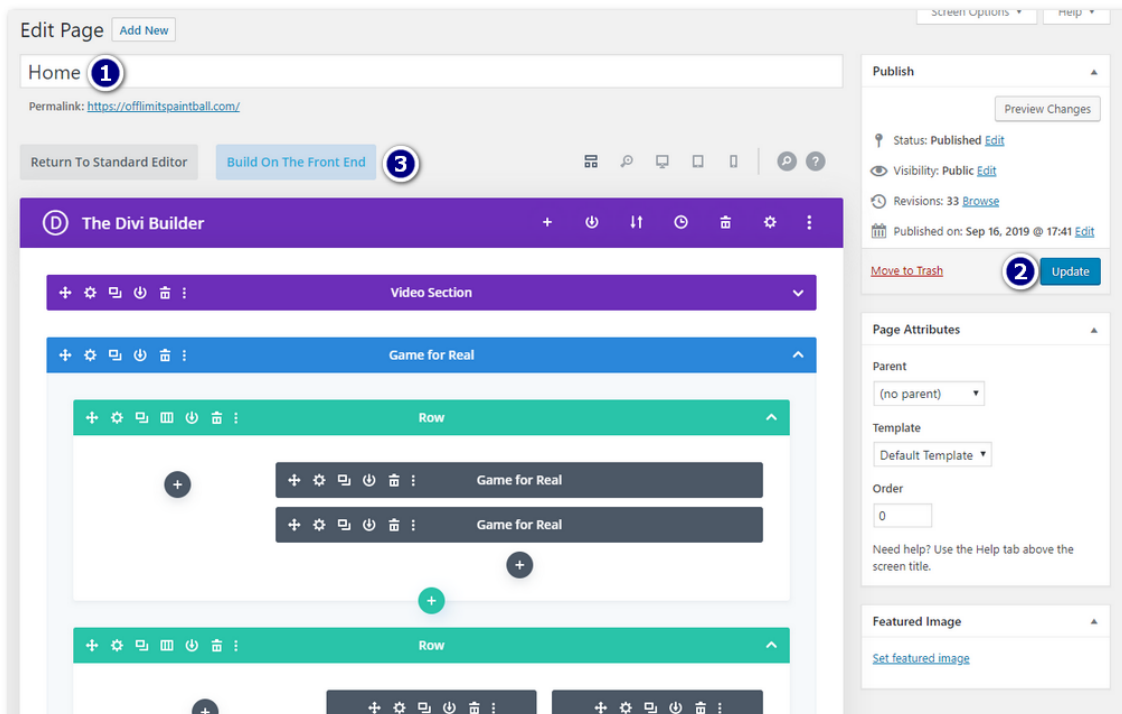 Screen Options Help
Edit Page Add New
Home 1
Permalink: https://offlimitspaintball.com/
Return To Standard Editor Build On The Front End 3
The Divi Builder
Video Section
Game for Real
Row
Game for Real
Game for Real
Row
Publish
Preview Changes
Status: Published Edit
Visibility: Public Edit
Revisions: 33 Browse
Published on: Sep 16, 2019 @ 17:41 Edit
Move to Trash 2 Update
Page Attributes
Parent
(no parent)
Template
Default Template
Order
0
Need help? Use the Help tab above the
screen title.
Featured Image
Set featured image